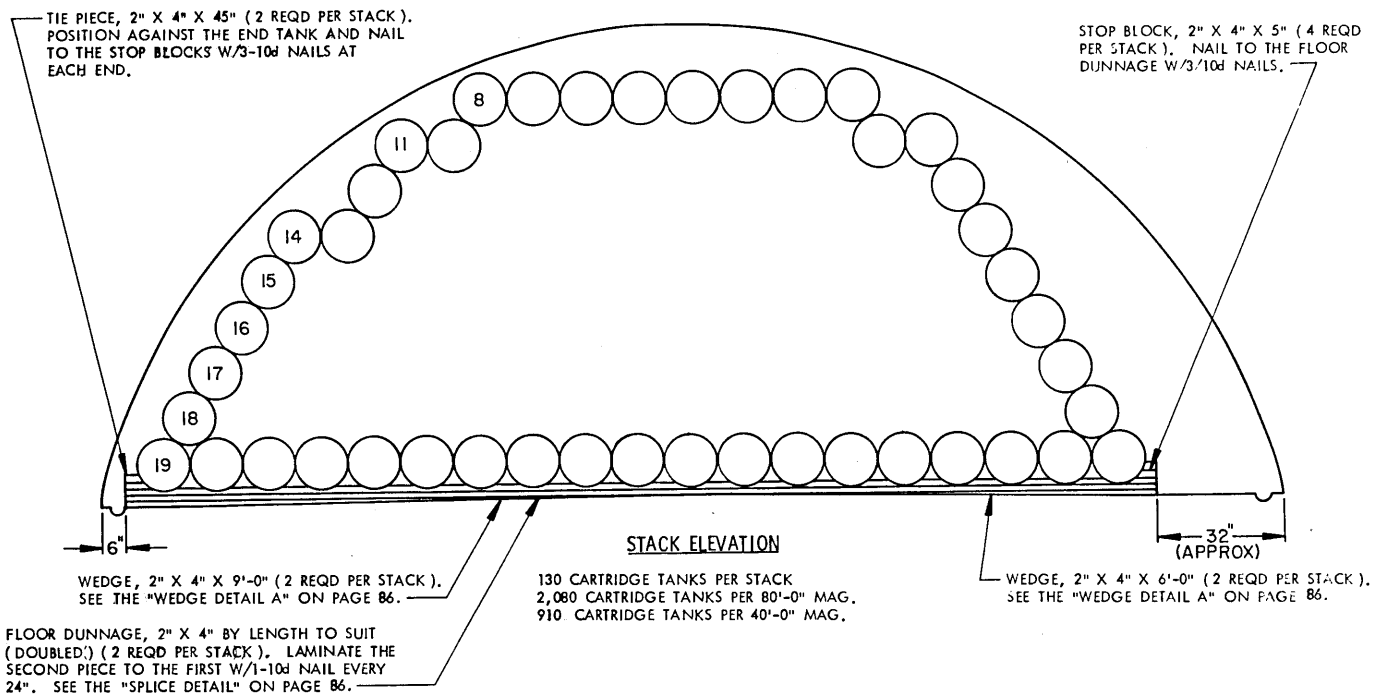 TIE PIECE, 2" X 4" X 45" (2 REQD PER STACK).
POSITION AGAINST THE END TANK AND NAIL
TO THE STOP BLOCKS W/3-10d NAILS AT
EACH END.
STOP BLOCK, 2" X 4" X 5" (4 REQD
PER STACK). NAIL TO THE FLOOR
DUNNAGE W/3/10d NAILS.
8
11
14
15
16
17
18
19
6"
32"
(APPROX)
STACK ELEVATION
130 CARTRIDGE TANKS PER STACK
2,080 CARTRIDGE TANKS PER 80'-0" MAG.
910 CARTRIDGE TANKS PER 40'-0" MAG.
WEDGE, 2" X 4" X 9'-0" (2 REQD PER STACK).
SEE THE "WEDGE DETAIL A" ON PAGE 86.
WEDGE, 2" X 4" X 6'-0" (2 REQD PER STACK).
SEE THE "WEDGE DETAIL A" ON PAGE 86.
FLOOR DUNNAGE, 2" X 4" BY LENGTH TO SUIT
(DOUBLED) (2 REQD PER STACK). LAMINATE THE
SECOND PIECE TO THE FIRST W/1-10d NAIL EVERY
24". SEE THE "SPLICE DETAIL" ON PAGE 86.